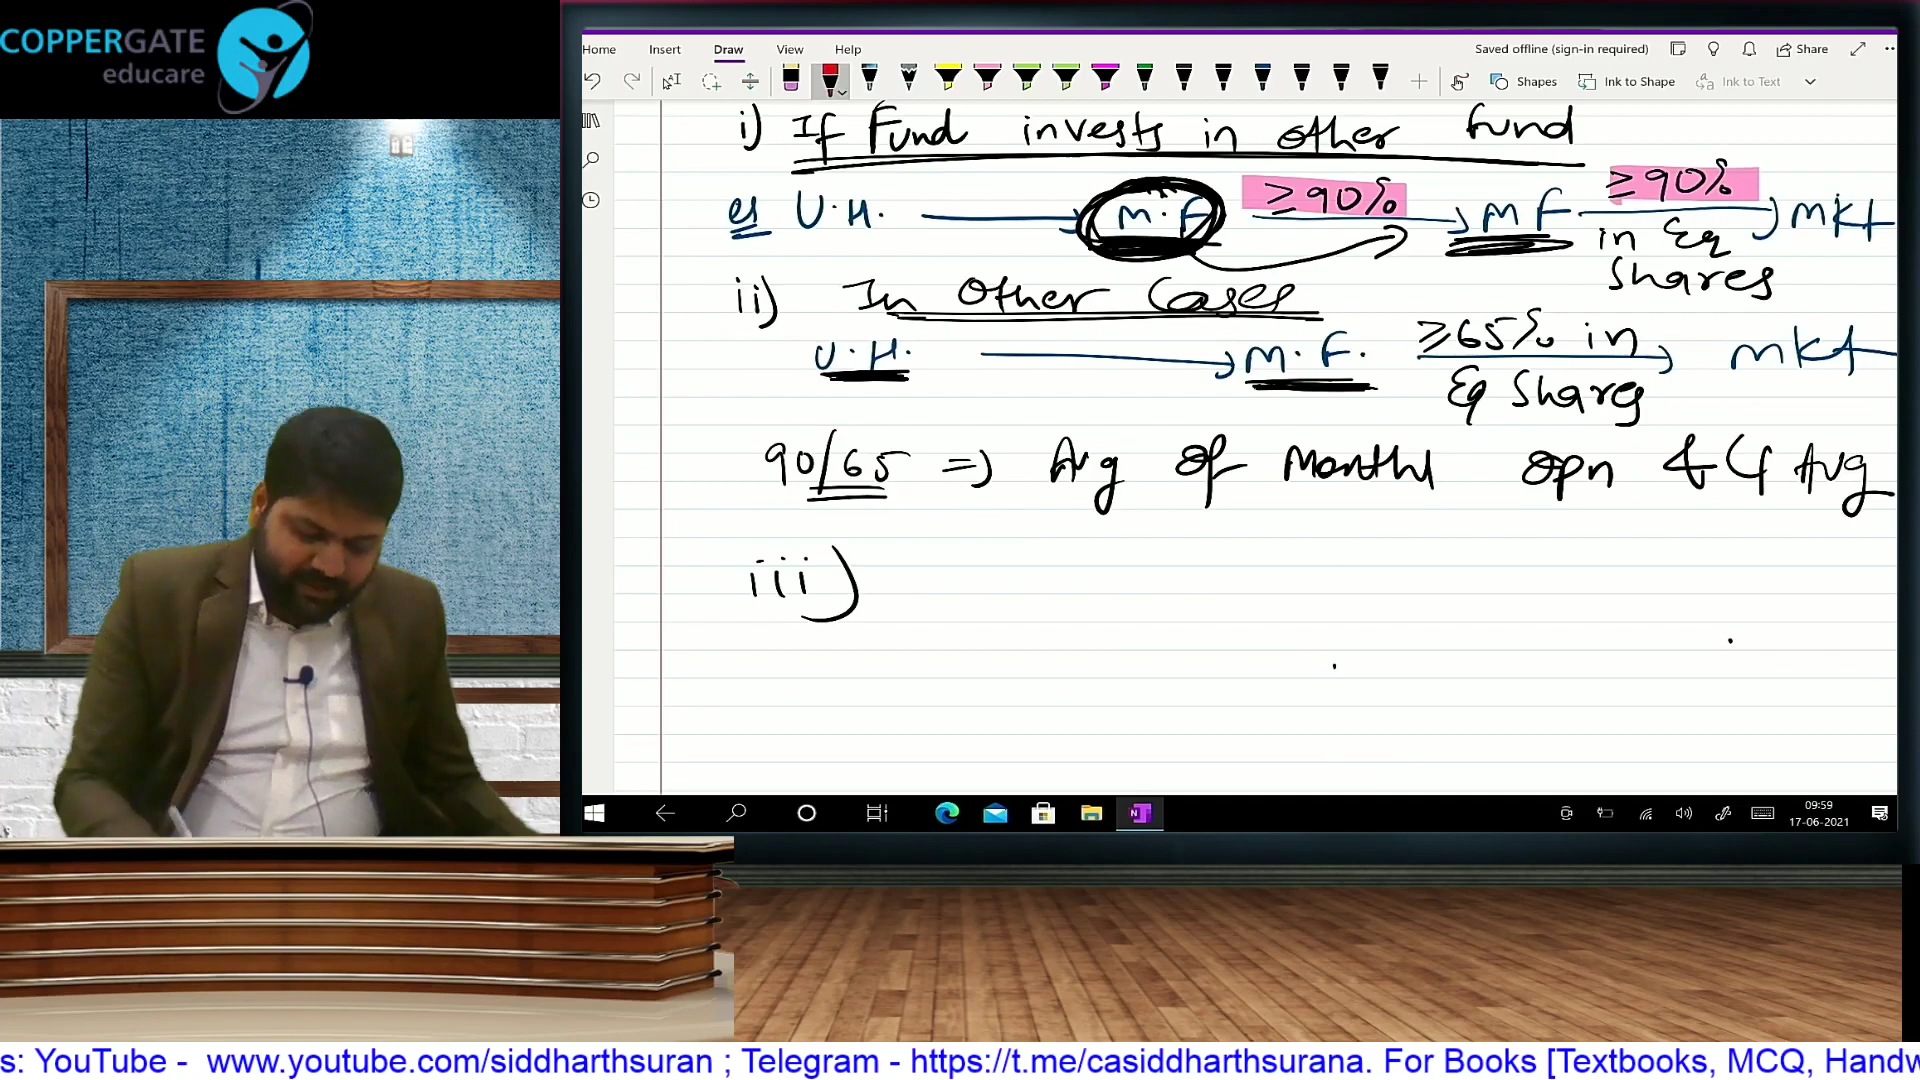 COPPERGATE
educare
Home Insert Draw View Help
Saved offline (sign-in required) Share
Shapes Ink to Shape Ink to Text
i) If Fund invests in other fund
eg U.H. M.F ≥90% MF ≥90% Mkt
in Eq
Shares
ii) In Other Cases
U.H. M.F. ≥65% in Mkt
Eq Shares
90/65 => Avg of Monthl opn & Cl Avg
iii)
09:59
17-06-2021
s: YouTube - www.youtube.com/siddharthsuran ; Telegram - https://t.me/casiddharthsurana. For Books [Textbooks, MCQ, Handw